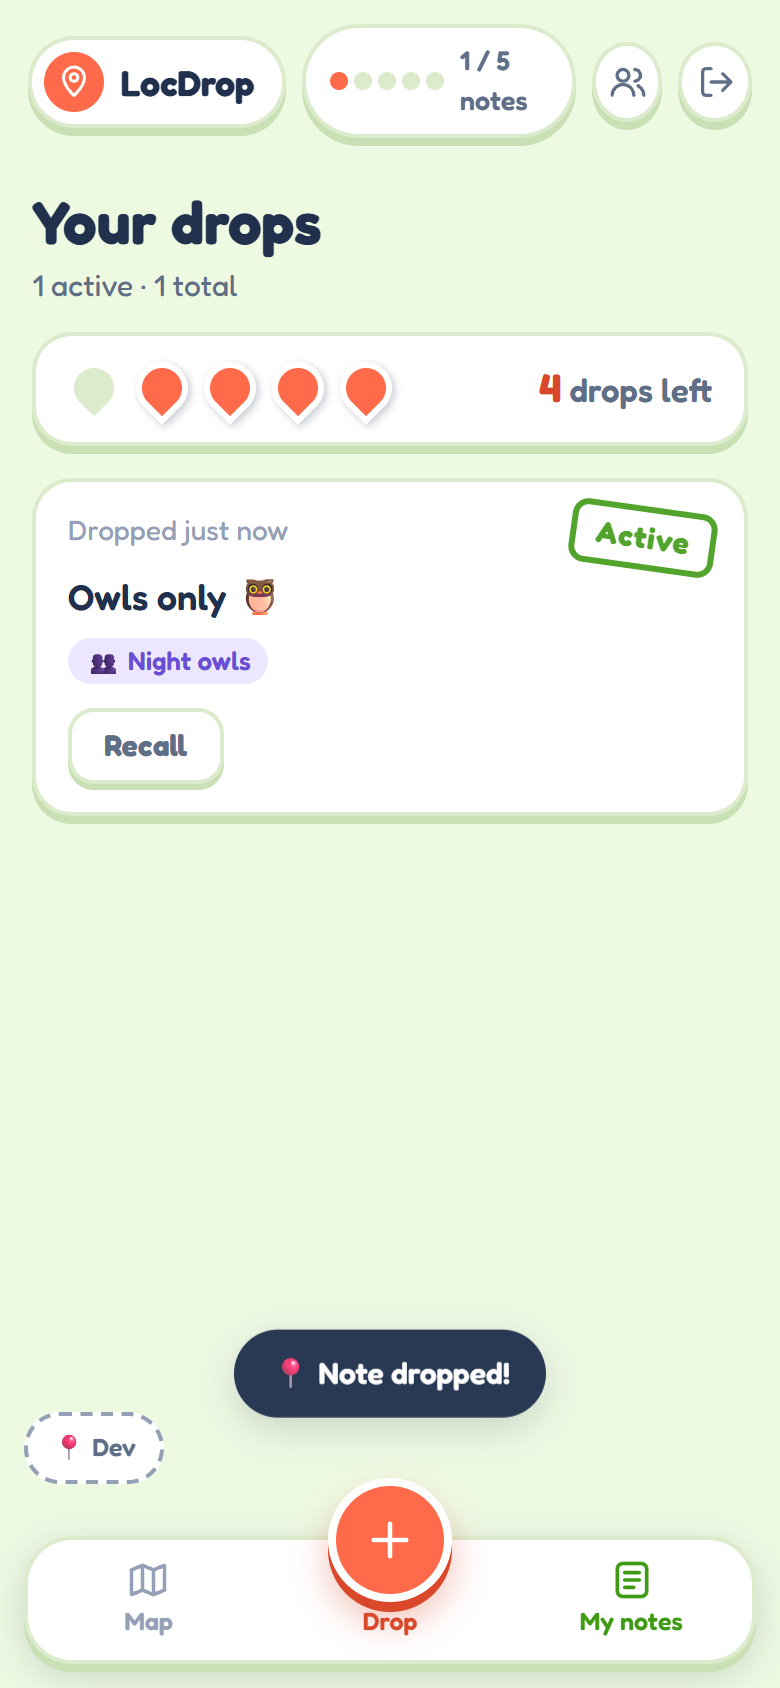 LocDrop
1 / 5
notes
Your drops
1 active · 1 total
4 drops left
Dropped just now
Active
Owls only 🦉
👥 Night owls
Recall
📍 Note dropped!
📍 Dev
Map
Drop
My notes